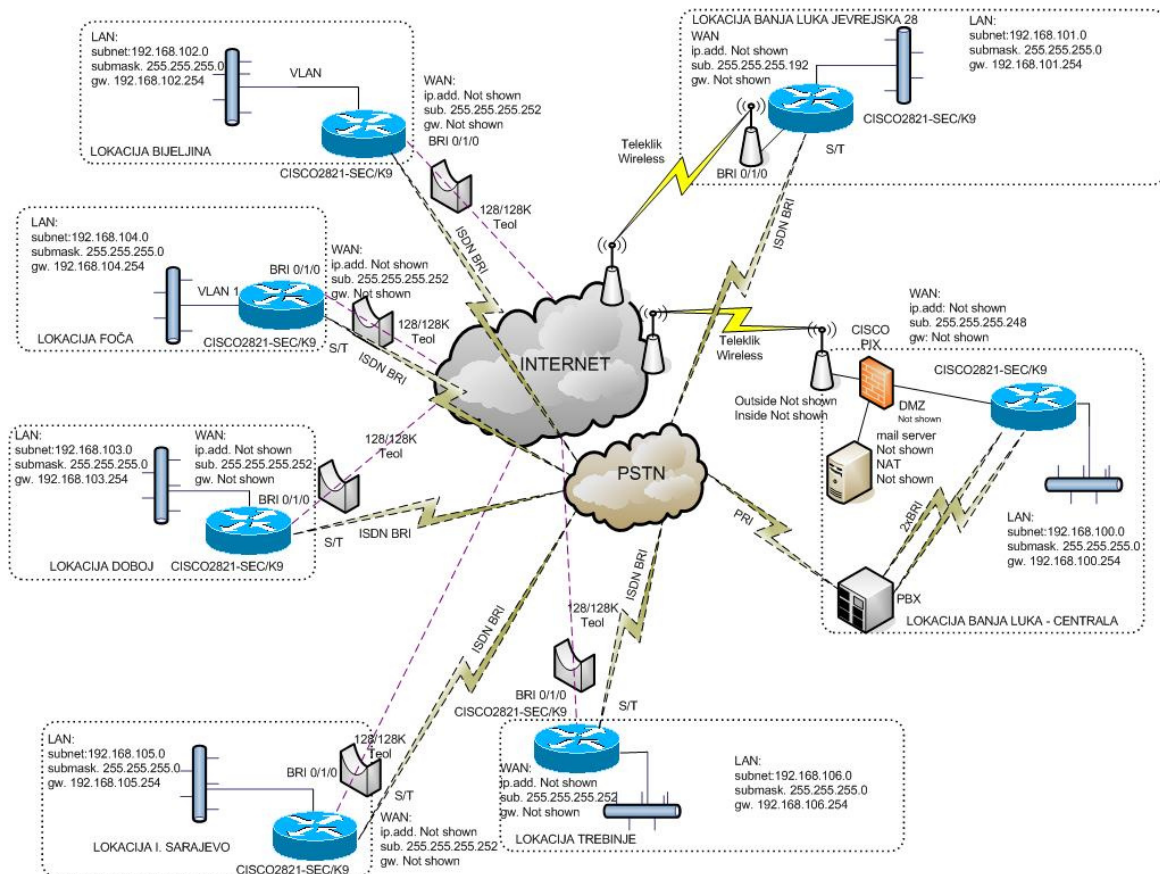 LAN:
subnet:192.168.102.0
submask. 255.255.255.0
gw. 192.168.102.254
VLAN
LOKACIJA BIJELJINA
CISCO2821-SEC/K9
WAN:
ip.add. Not shown
sub. 255.255.255.252
gw. Not shown
BRI 0/1/0
128/128K
Teol
ISDN BRI
LOKACIJA BANJA LUKA JEVREJSKA 28
WAN
ip.add. Not shown
sub. 255.255.255.192
gw. Not shown
LAN:
subnet:192.168.101.0
submask. 255.255.255.0
gw. 192.168.101.254
CISCO2821-SEC/K9
S/T
BRI 0/1/0
Teleklik
Wireless
ISDN BRI
LAN:
subnet:192.168.104.0
submask. 255.255.255.0
gw. 192.168.104.254
BRI 0/1/0
VLAN 1
LOKACIJA FOČA
CISCO2821-SEC/K9
S/T
WAN:
ip.add. Not shown
sub. 255.255.255.252
gw. Not shown
128/128K
Teol
ISDN BRI
INTERNET
Teleklik
Wireless
WAN:
ip.add: Not shown
sub. 255.255.255.248
gw: Not shown
CISCO
PIX
CISCO2821-SEC/K9
Outside Not shown
Inside Not shown
DMZ
Not shown
mail server
Not shown
NAT
Not shown
LAN:
subnet:192.168.100.0
submask. 255.255.255.0
gw. 192.168.100.254
2xBRI
PBX
LOKACIJA BANJA LUKA - CENTRALA
PRI
PSTN
LAN:
subnet:192.168.103.0
submask. 255.255.255.0
gw. 192.168.103.254
WAN:
ip.add. Not shown
sub. 255.255.255.252
gw. Not shown
BRI 0/1/0
LOKACIJA DOBOJ
CISCO2821-SEC/K9
S/T
128/128K
Teol
ISDN BRI
ISDN BRI
ISDN BRI
LAN:
subnet:192.168.105.0
submask. 255.255.255.0
gw. 192.168.105.254
BRI 0/1/0
128/128K
Teol
S/T
LOKACIJA I. SARAJEVO
CISCO2821-SEC/K9
WAN:
ip.add. Not shown
sub. 255.255.255.252
gw. Not shown
128/128K
Teol
BRI 0/1/0
CISCO2821-SEC/K9
S/T
WAN:
ip.add. Not shown
sub. 255.255.255.252
gw. Not shown
LAN:
subnet:192.168.106.0
submask. 255.255.255.0
gw. 192.168.106.254
LOKACIJA TREBINJE